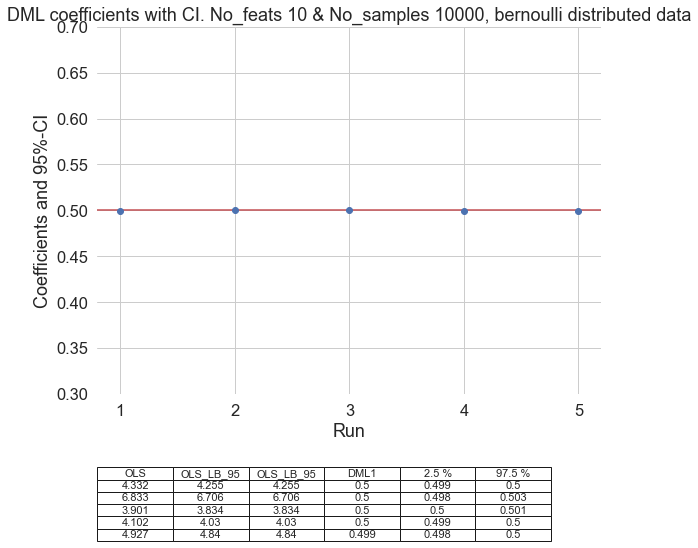 DML coefficients with CI. No_feats 10 & No_samples 10000, bernoulli distributed data
0.70
0.65
0.60
0.55
0.50
0.45
0.40
0.35
0.30
Coefficients and 95%-CI
1 2 3 4 5
Run
OLS OLS_LB_95 OLS_LB_95 DML1 2.5 % 97.5 %
4.332 4.255 4.255 0.5 0.499 0.5
6.833 6.706 6.706 0.5 0.498 0.503
3.901 3.834 3.834 0.5 0.5 0.501
4.102 4.03 4.03 0.5 0.499 0.5
4.927 4.84 4.84 0.499 0.498 0.5